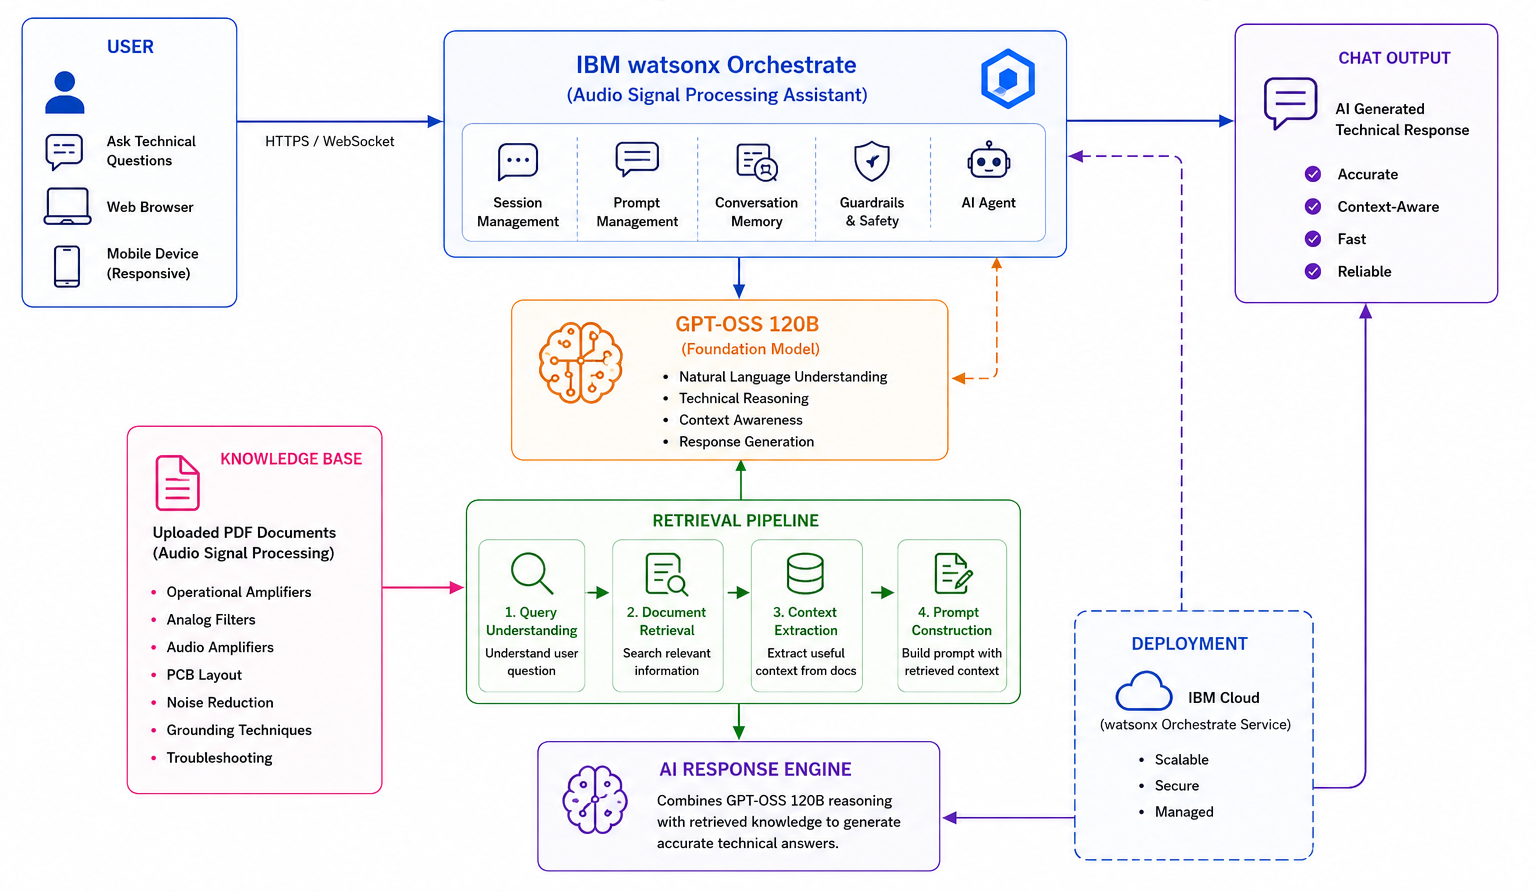 USER
Ask Technical
Questions
Web Browser
Mobile Device
(Responsive)
HTTPS / WebSocket
IBM watsonx Orchestrate
(Audio Signal Processing Assistant)
Session
Management
Prompt
Management
Conversation
Memory
Guardrails
& Safety
AI Agent
CHAT OUTPUT
AI Generated
Technical Response
Accurate
Context-Aware
Fast
Reliable
GPT-OSS 120B
(Foundation Model)
• Natural Language Understanding
• Technical Reasoning
• Context Awareness
• Response Generation
KNOWLEDGE BASE
Uploaded PDF Documents
(Audio Signal Processing)
• Operational Amplifiers
• Analog Filters
• Audio Amplifiers
• PCB Layout
• Noise Reduction
• Grounding Techniques
• Troubleshooting
RETRIEVAL PIPELINE
1. Query
Understanding
Understand user
question
2. Document
Retrieval
Search relevant
information
3. Context
Extraction
Extract useful
context from docs
4. Prompt
Construction
Build prompt with
retrieved context
AI RESPONSE ENGINE
Combines GPT-OSS 120B reasoning
with retrieved knowledge to generate
accurate technical answers.
DEPLOYMENT
IBM Cloud
(watsonx Orchestrate Service)
• Scalable
• Secure
• Managed